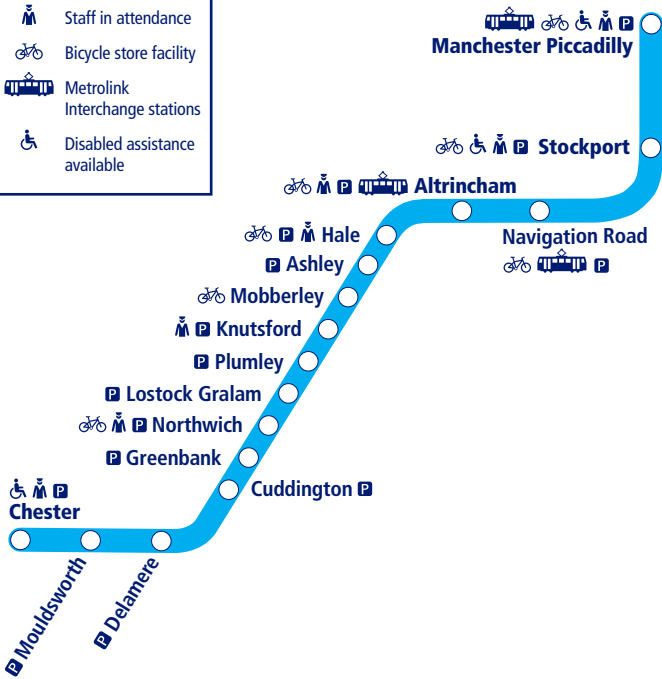 Staff in attendance
Bicycle store facility
Metrolink
Interchange stations
Disabled assistance
available
P
Manchester Piccadilly
P Stockport
P Altrincham
Navigation Road
P
P Hale
P Ashley
Mobberley
P Knutsford
P Plumley
P Lostock Gralam
P Northwich
P Greenbank
Cuddington P
P
Chester
P Mouldsworth
P Delamere